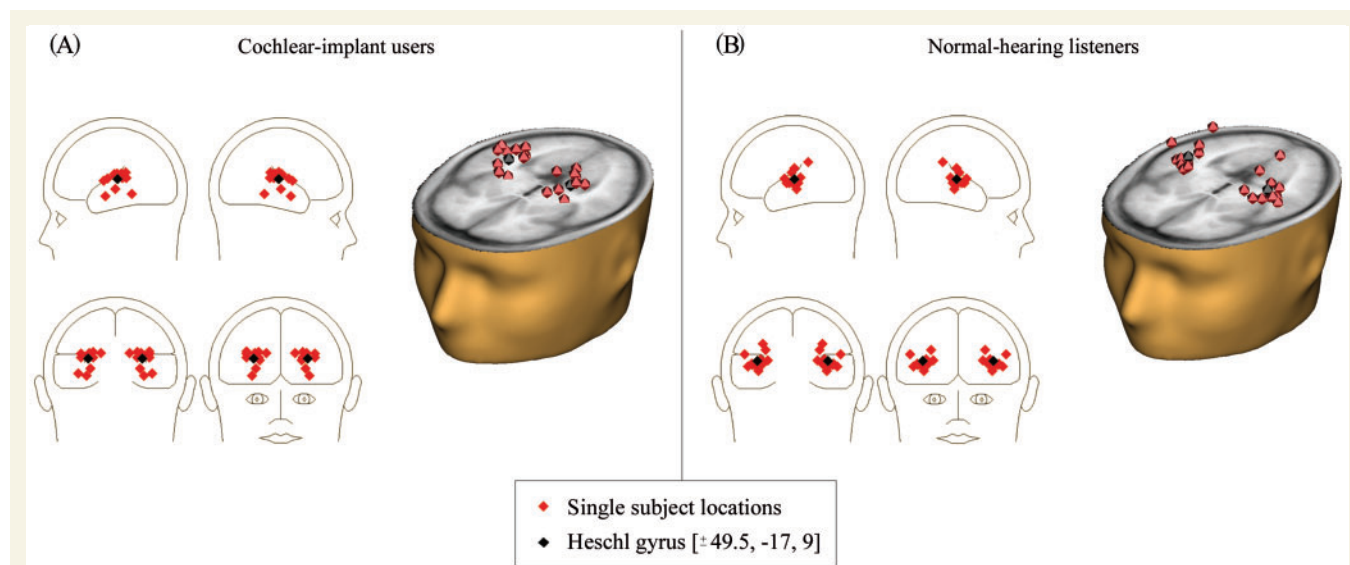 (A)
Cochlear-implant users
(B)
Normal-hearing listeners
Single subject locations
Heschl gyrus [±49.5, -17, 9]